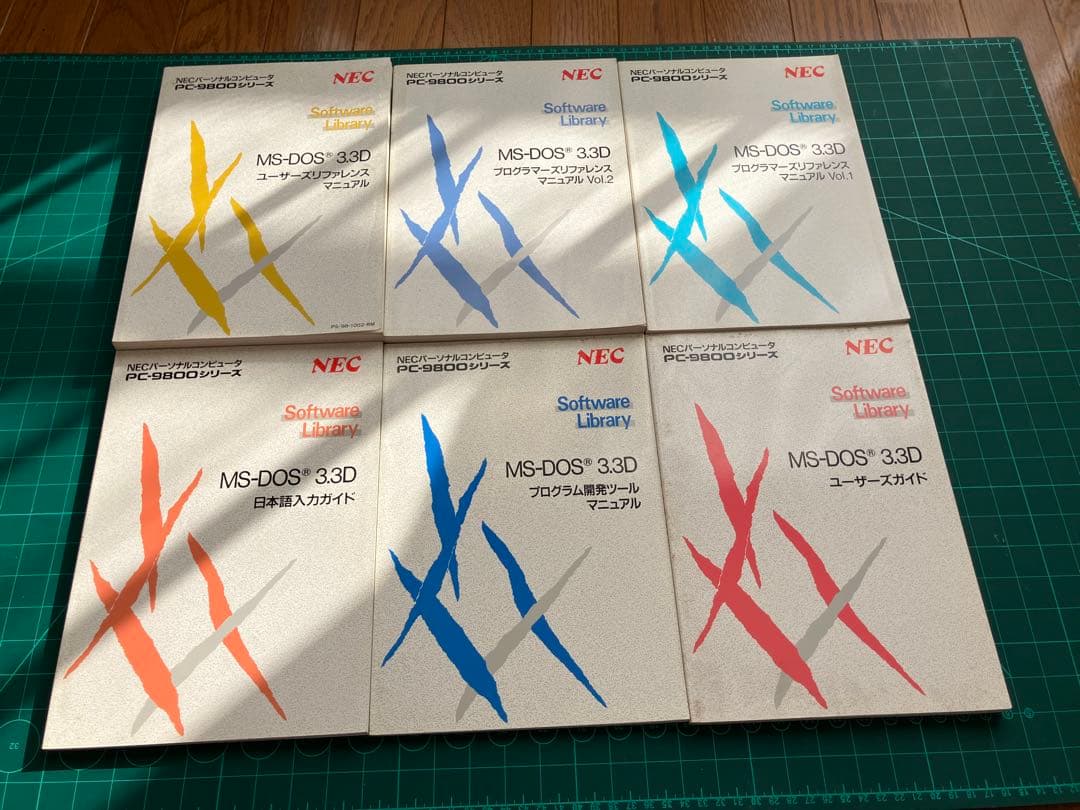 NECパーソナルコンピュータ
PC-9800シリーズ
NEC
Software
Library
MS-DOS® 3.3D
ユーザーズリファレンス
マニュアル
PS-98-1002-RM
NECパーソナルコンピュータ
PC-9800シリーズ
NEC
Software
Library
MS-DOS® 3.3D
プログラマーズリファレンス
マニュアル Vol.2
NECパーソナルコンピュータ
PC-9800シリーズ
NEC
Software
Library
MS-DOS® 3.3D
プログラマーズリファレンス
マニュアル Vol.1
NECパーソナルコンピュータ
PC-9800シリーズ
NEC
Software
Library
MS-DOS® 3.3D
日本語入力ガイド
NECパーソナルコンピュータ
PC-9800シリーズ
NEC
Software
Library
MS-DOS® 3.3D
プログラム開発ツール
マニュアル
NECパーソナルコンピュータ
PC-9800シリーズ
NEC
Software
Library
MS-DOS® 3.3D
ユーザーズガイド